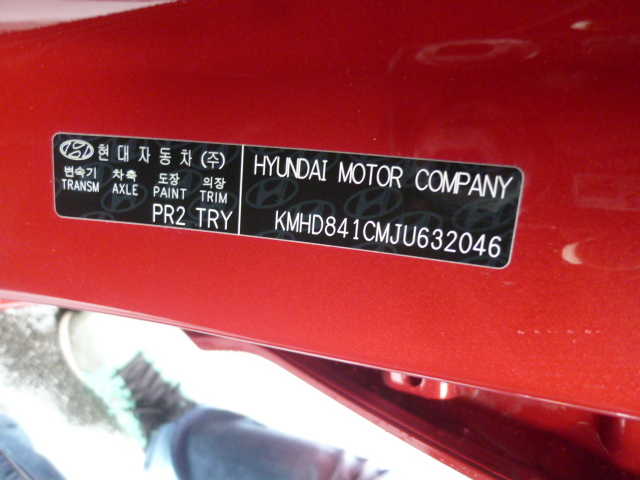 현대자동차(주)
변속기 차축 도장 의장
TRANSM AXLE PAINT TRIM
PR2 TRY
HYUNDAI MOTOR COMPANY
KMHD841CMJU632046